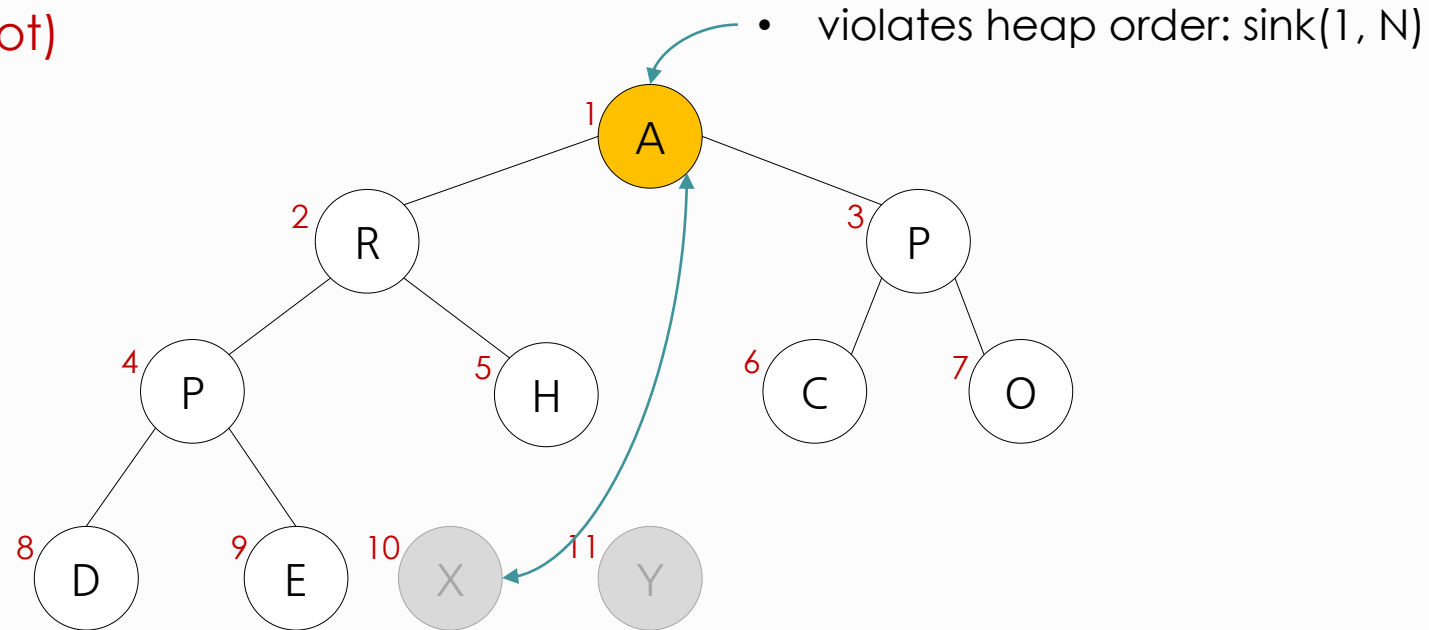 ot)
• violates heap order: sink(1, N)
1 A
2 R
3 P
4 P
5 H
6 C
7 O
8 D
9 E
10 X
11 Y